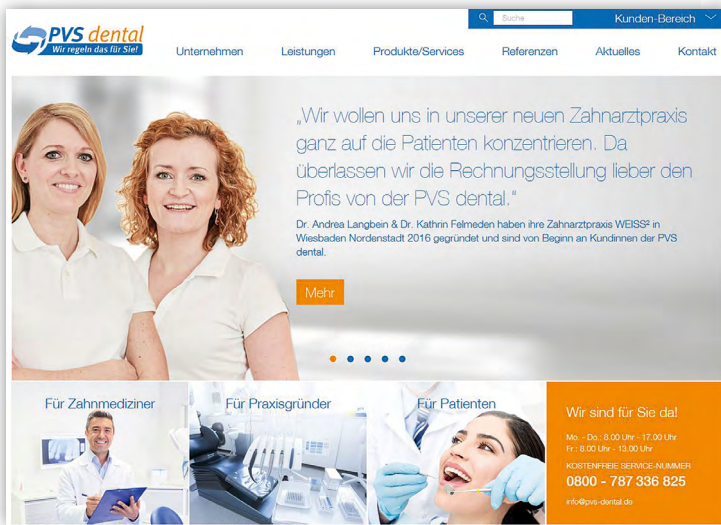 Suche
Kunden-Bereich
PVS dental
Wir regeln das für Sie!
Unternehmen
Leistungen
Produkte/Services
Referenzen
Aktuelles
Kontakt
„Wir wollen uns in unserer neuen Zahnarztpraxis
ganz auf die Patienten konzentrieren. Da
überlassen wir die Rechnungsstellung lieber den
Profis von der PVS dental."
Dr. Andrea Langbein & Dr. Kathrin Felmeden haben ihre Zahnarztpraxis WEISS² in
Wiesbaden Nordenstadt 2016 gegründet und sind von Beginn an Kundinnen der PVS
dental.
Mehr
Für Zahnmediziner
Für Praxisgründer
Für Patienten
Wir sind für Sie da!
Mo. - Do.: 8.00 Uhr - 17.00 Uhr
Fr.: 8.00 Uhr - 13.00 Uhr
KOSTENFREIE SERVICE-NUMMER
0800 - 787 336 825
info@pvs-dental.de